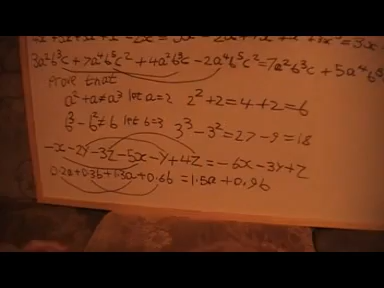 3a²b³c + 7a⁴b⁵c² + 4a²b³c - 2a⁴b⁵c² = 7a²b³c + 5a⁴b⁵
Prove that
a² + a ≠ a³ let a = 2 2² + 2 = 4 + 2 = 6
b³ - b² ≠ b let b = 3 3³ - 3² = 27 - 9 = 18
-x - 2y - 3z - 5x - y + 4z = -6x - 3y + z
0.2a + 0.3b + 1.3a + 0.6b = 1.5a + 0.9b